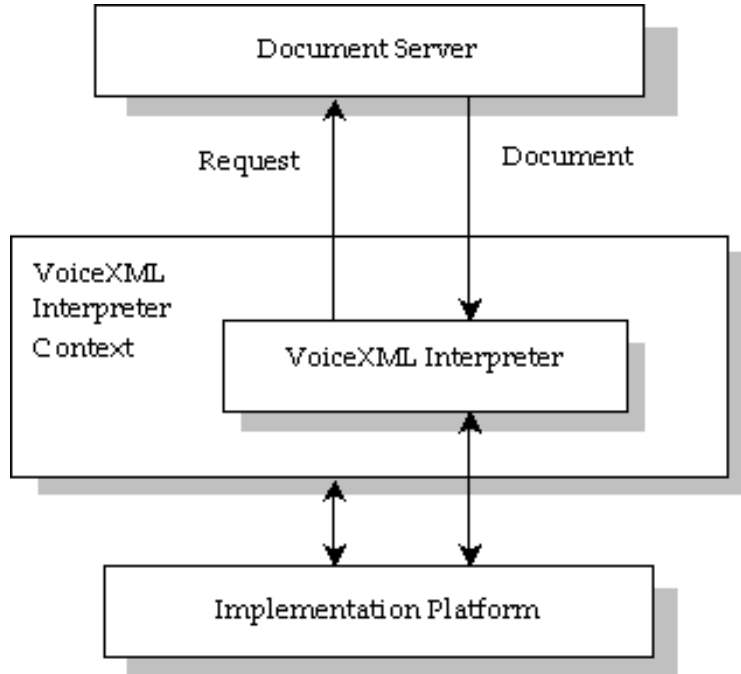 Document Server
Request
Document
VoiceXML
Interpreter
Context
VoiceXML Interpreter
Implementation Platform